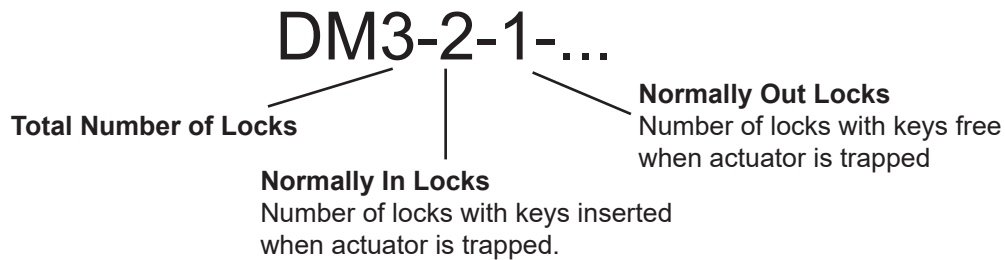 DM3-2-1-...
Total Number of Locks
Normally Out Locks
Number of locks with keys free
when actuator is trapped
Normally In Locks
Number of locks with keys inserted
when actuator is trapped.